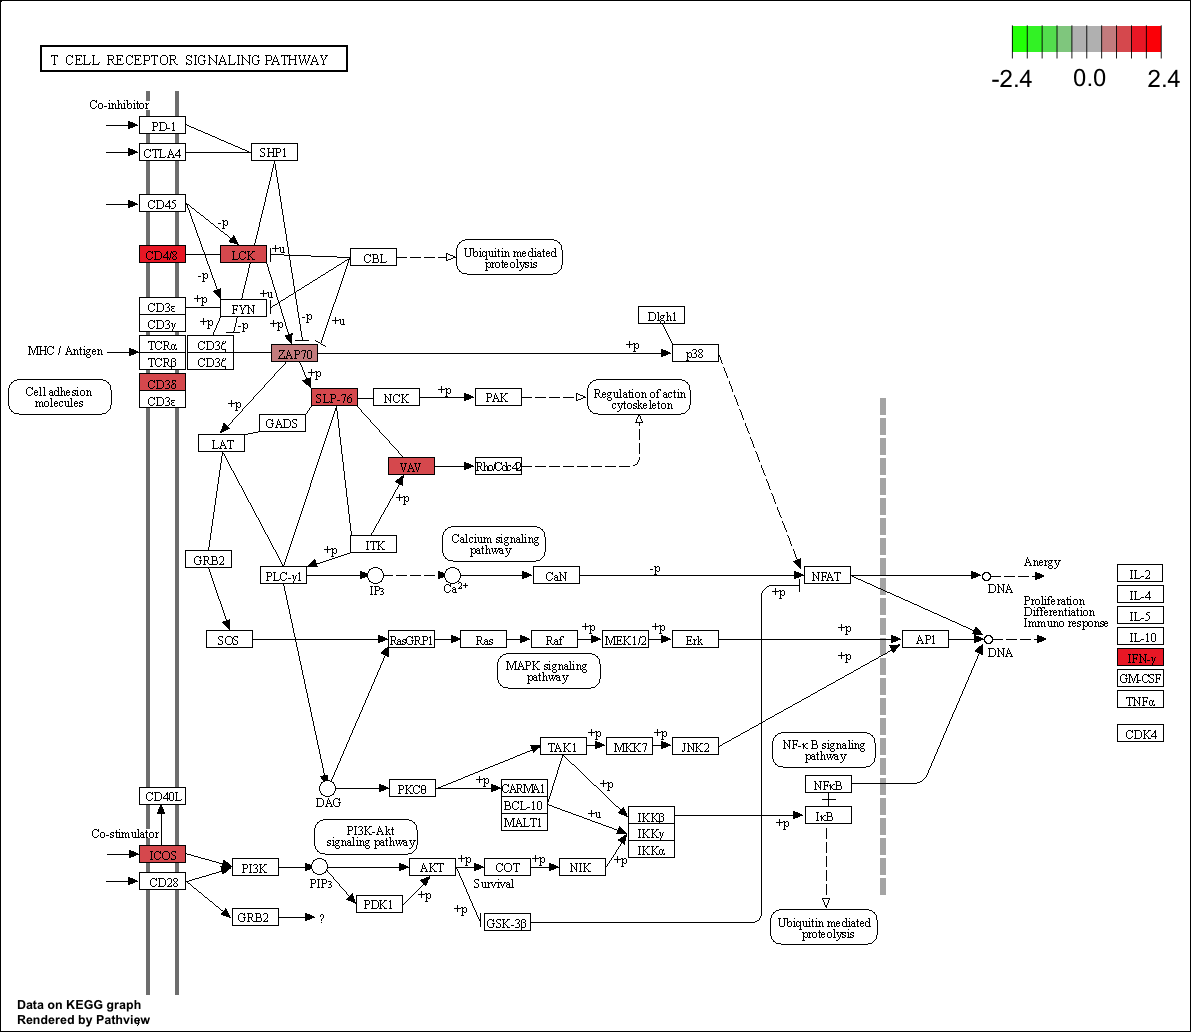 T CELL RECEPTOR SIGNALING PATHWAY
-2.4 0.0 2.4
Co-inhibitor
PD-1
CTLA4
SHP1
CD45
-p
CD4/8
LCK
+u
CBL
Ubiquitin mediated
proteolysis
-p
CD3ε
+p
FYN
+u
CD3γ
+p
-p
+p
-p
+u
Dlgh1
MHC / Antigen
TCRα
CD3ζ
TCRβ
CD3ζ
ZAP70
+p
p38
Cell adhesion
molecules
CD3δ
CD3ε
+p
SLP-76
NCK
+p
PAK
Regulation of actin
cytoskeleton
+p
GADS
LAT
VAV
Rho/Cdc42
+p
ITK
Calcium signaling
pathway
GRB2
+p
PLC-γ1
IP3
Ca2+
CaN
-p
NFAT
+p
Anergy
DNA
Proliferation
Differentiation
Immuno response
IL-2
IL-4
IL-5
IL-10
IFN-γ
GM-CSF
TNFα
CDK4
SOS
RasGRP1
Ras
Raf
+p
MEK1/2
+p
Erk
+p
AP1
DNA
MAPK signaling
pathway
+p
TAK1
+p
MKK7
+p
JNK2
NF-κ B signaling
pathway
DAG
PKCθ
+p
CARMA1
BCL-10
MALT1
+p
+u
NFκB
IκB
IKKβ
IKKγ
IKKα
+p
CD40L
Co-stimulator
ICOS
PI3K-Akt
signaling pathway
PI3K
PIP3
AKT
+p
COT
+p
NIK
+p
Survival
CD28
PDK1
+p
+p
GRB2
?
GSK-3β
Ubiquitin mediated
proteolysis
Data on KEGG graph
Rendered by Pathview